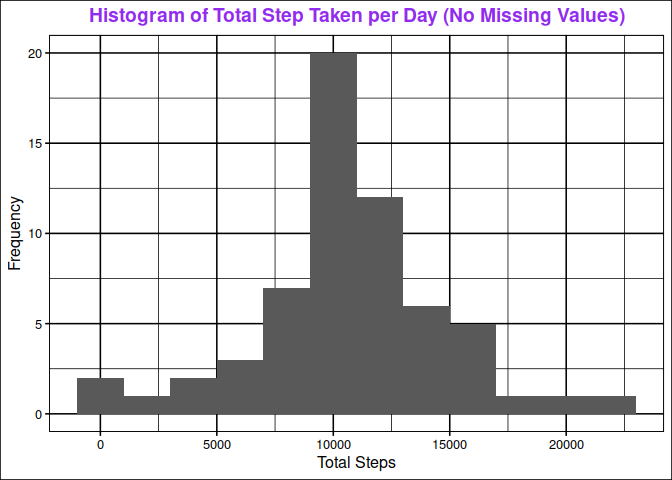 Histogram of Total Step Taken per Day (No Missing Values)
20
15
10
5
0
Frequency
0 5000 10000 15000 20000
Total Steps